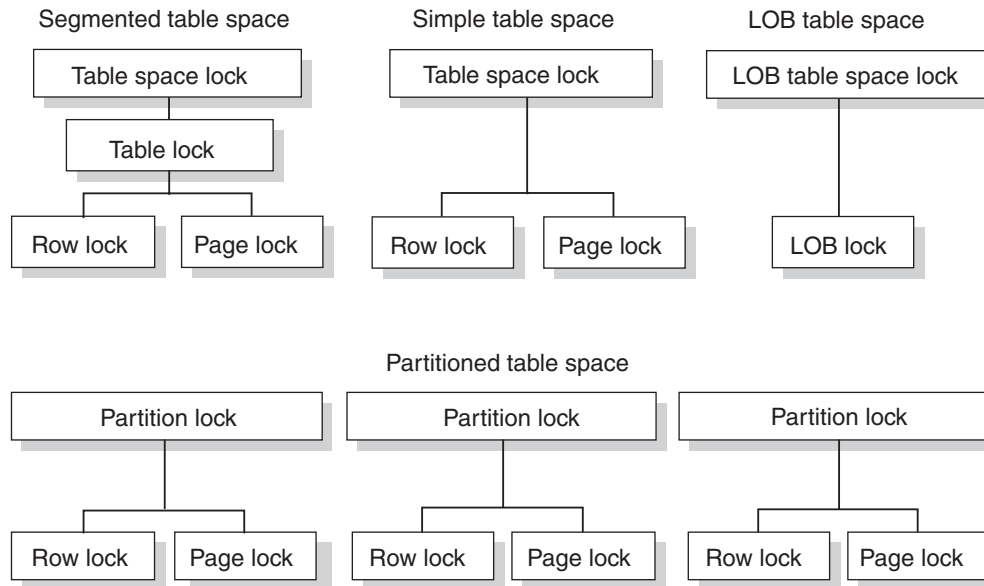 Segmented table space
Simple table space
LOB table space
Table space lock
Table space lock
LOB table space lock
Table lock
Row lock
Page lock
Row lock
Page lock
LOB lock
Partitioned table space
Partition lock
Partition lock
Partition lock
Row lock
Page lock
Row lock
Page lock
Row lock
Page lock